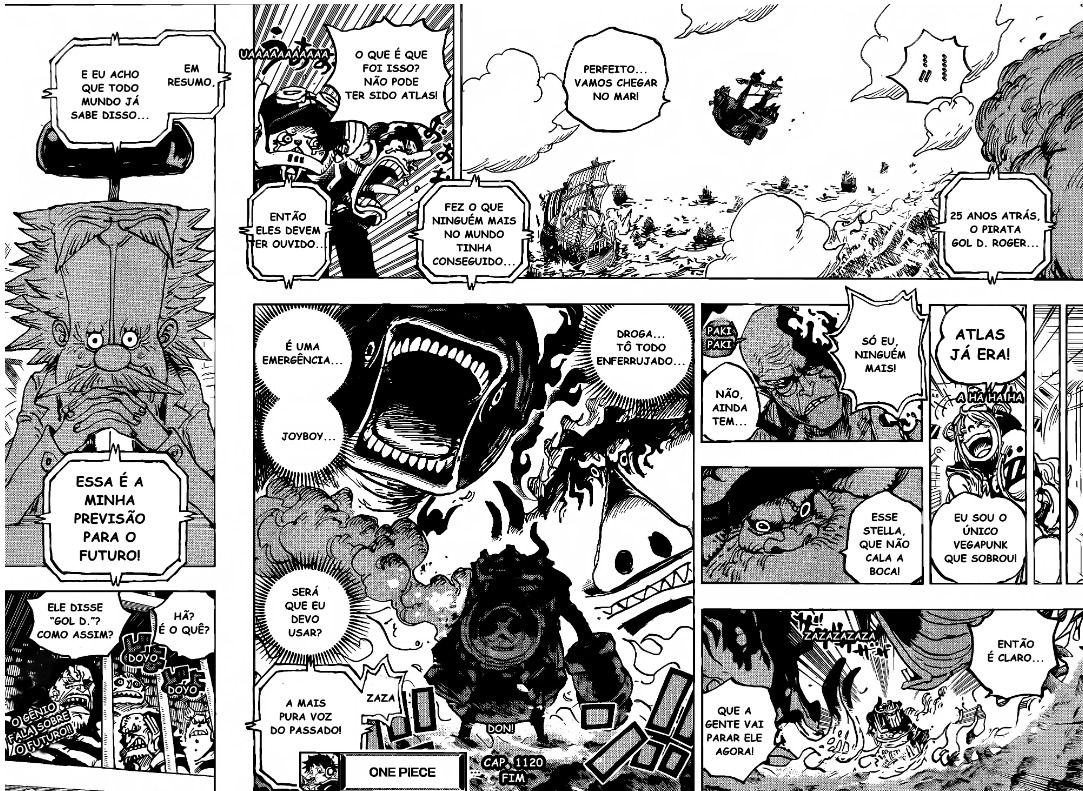 !! !!
!!
25 ANOS ATRÁS,
O PIRATA
GOL D. ROGER...
PERFEITO...
VAMOS CHEGAR
NO MAR!
FEZ O QUE
NINGUÉM MAIS
NO MUNDO
TINHA
CONSEGUIDO...
O QUE É QUE
FOI ISSO?
NÃO PODE
TER SIDO ATLAS!
UAAAAAAAAAA
ENTÃO
ELES DEVEM
TER OUVIDO...
ATLAS
JÁ ERA!
A HA HA HA
EU SOU O
ÚNICO
VEGAPUNK
QUE SOBROU!
SÓ EU,
NINGUÉM
MAIS!
PAKI
PAKI
NÃO,
AINDA
TEM...
ESSE
STELLA,
QUE NÃO
CALA A
BOCA!
ENTÃO
É CLARO...
ZAZAZAZAZA
QUE A
GENTE VAI
PARAR ELE
AGORA!
DROGA...
TÔ TODO
ENFERRUJADO...
É UMA
EMERGÊNCIA...
JOYBOY...
SERÁ
QUE EU
DEVO
USAR?
ZAZA
A MAIS
PURA VOZ
DO PASSADO!
DON!
ONE PIECE
CAP. 1120
FIM
EM
RESUMO,
E EU ACHO
QUE TODO
MUNDO JÁ
SABE DISSO...
ESSA É A
MINHA
PREVISÃO
PARA O
FUTURO!
HÃ?
É O QUÊ?
ELE DISSE
"GOL D."?
COMO ASSIM?
DOYO
DOYO
O GÊNIO
FALA SOBRE
O FUTURO!!